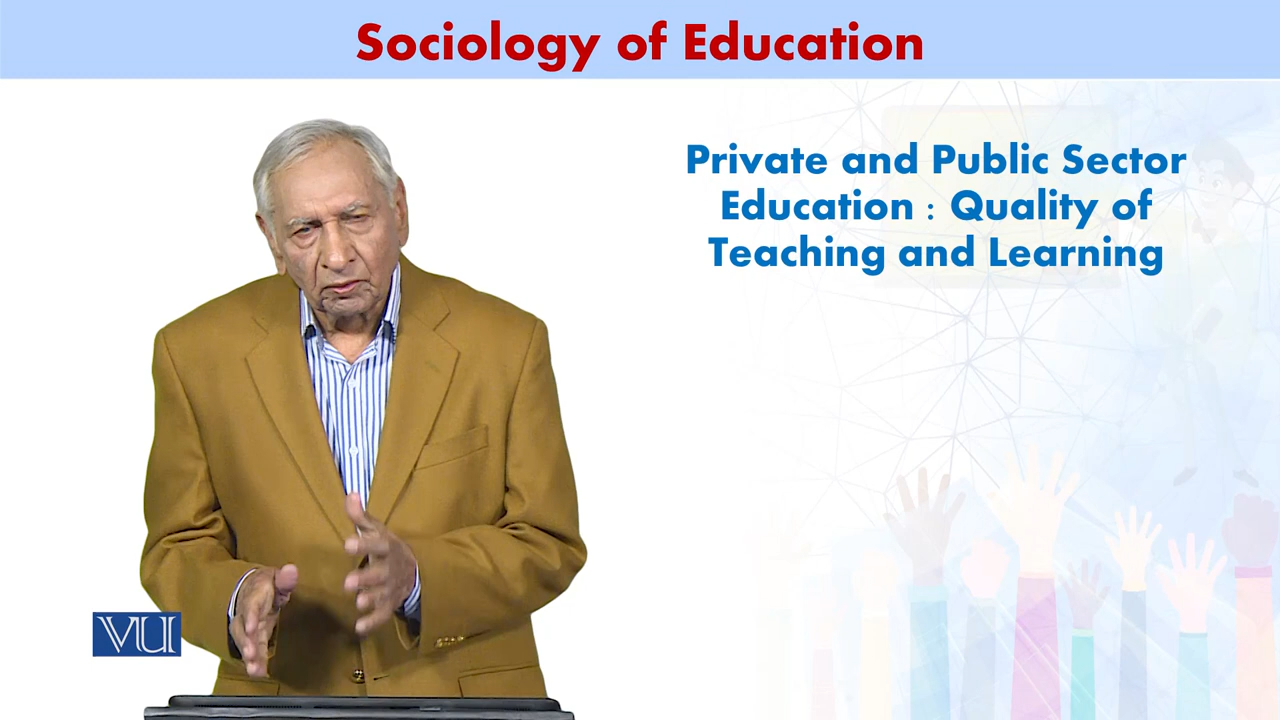 Sociology of Education
Private and Public Sector
Education : Quality of
Teaching and Learning
VU